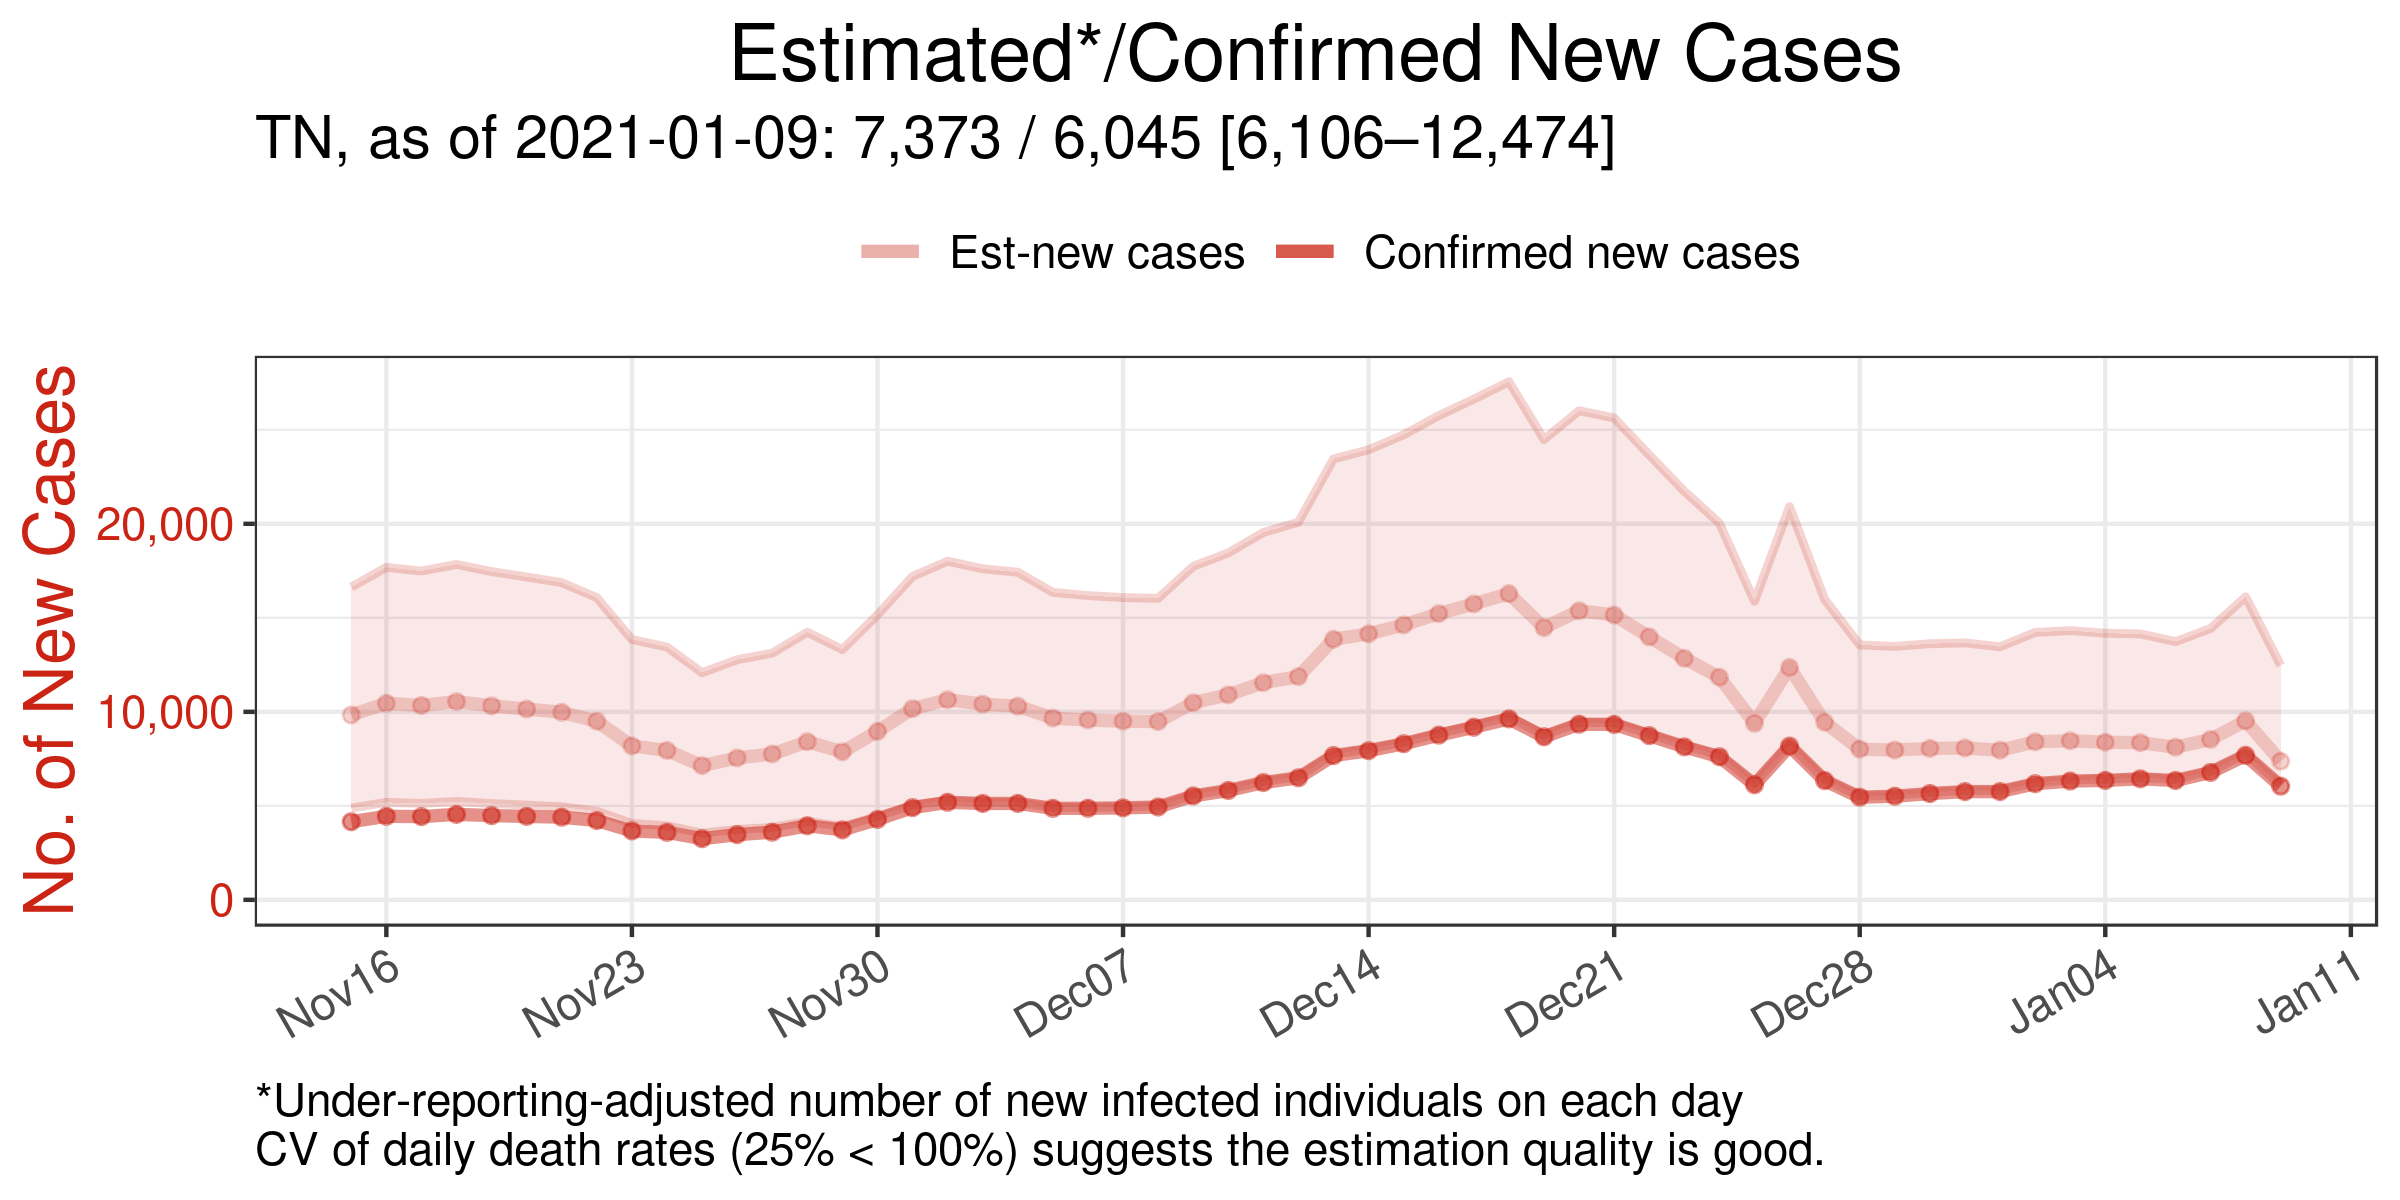 Estimated*/Confirmed New Cases
TN, as of 2021-01-09: 7,373 / 6,045 [6,106–12,474]
Est-new cases
Confirmed new cases
No. of New Cases
20,000
10,000
0
Nov16
Nov23
Nov30
Dec07
Dec14
Dec21
Dec28
Jan04
Jan11
*Under-reporting-adjusted number of new infected individuals on each day
CV of daily death rates (25% < 100%) suggests the estimation quality is good.